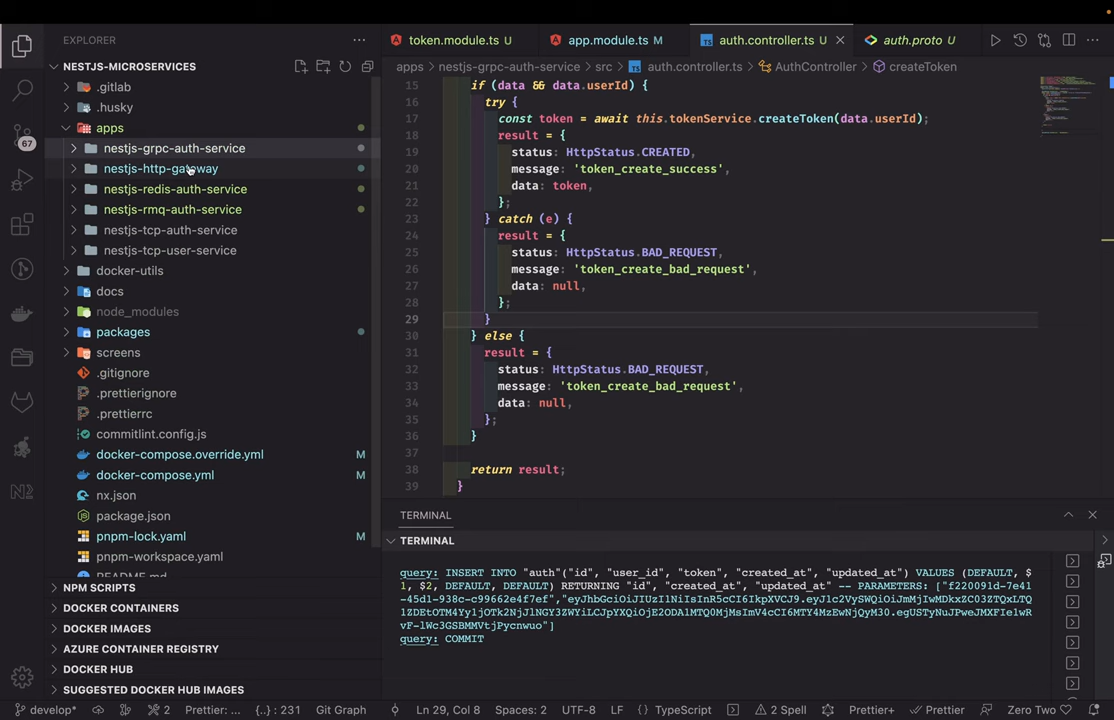 EXPLORER
NESTJS-MICROSERVICES
.gitlab
.husky
apps
nestjs-grpc-auth-service
nestjs-http-gateway
nestjs-redis-auth-service
nestjs-rmq-auth-service
nestjs-tcp-auth-service
nestjs-tcp-user-service
docker-utils
docs
node_modules
packages
screens
.gitignore
.prettierignore
.prettierrc
commitlint.config.js
docker-compose.override.yml M
docker-compose.yml M
nx.json
package.json
pnpm-lock.yaml M
pnpm-workspace.yaml
README.md
NPM SCRIPTS
DOCKER CONTAINERS
DOCKER IMAGES
AZURE CONTAINER REGISTRY
DOCKER HUB
SUGGESTED DOCKER HUB IMAGES
67
token.module.ts U
app.module.ts M
auth.controller.ts U
auth.proto U
apps > nestjs-grpc-auth-service > src > auth.controller.ts > AuthController > createToken
15 if (data && data.userId) {
16 try {
17 const token = await this.tokenService.createToken(data.userId);
18 result = {
19 status: HttpStatus.CREATED,
20 message: 'token_create_success',
21 data: token,
22 };
23 } catch (e) {
24 result = {
25 status: HttpStatus.BAD_REQUEST,
26 message: 'token_create_bad_request',
27 data: null,
28 };
29 }
30 } else {
31 result = {
32 status: HttpStatus.BAD_REQUEST,
33 message: 'token_create_bad_request',
34 data: null,
35 };
36 }
37
38 return result;
39 }
TERMINAL
TERMINAL
query: INSERT INTO "auth"("id", "user_id", "token", "created_at", "updated_at") VALUES (DEFAULT, $
1, $2, DEFAULT, DEFAULT) RETURNING "id", "created_at", "updated_at" -- PARAMETERS: ["f220091d-7e41
query: COMMIT
develop*
2
Prettier: ...
{..} : 231
Git Graph
Ln 29, Col 8
Spaces: 2
UTF-8
LF
TypeScript
2 Spell
Prettier+
Prettier
Zero Two